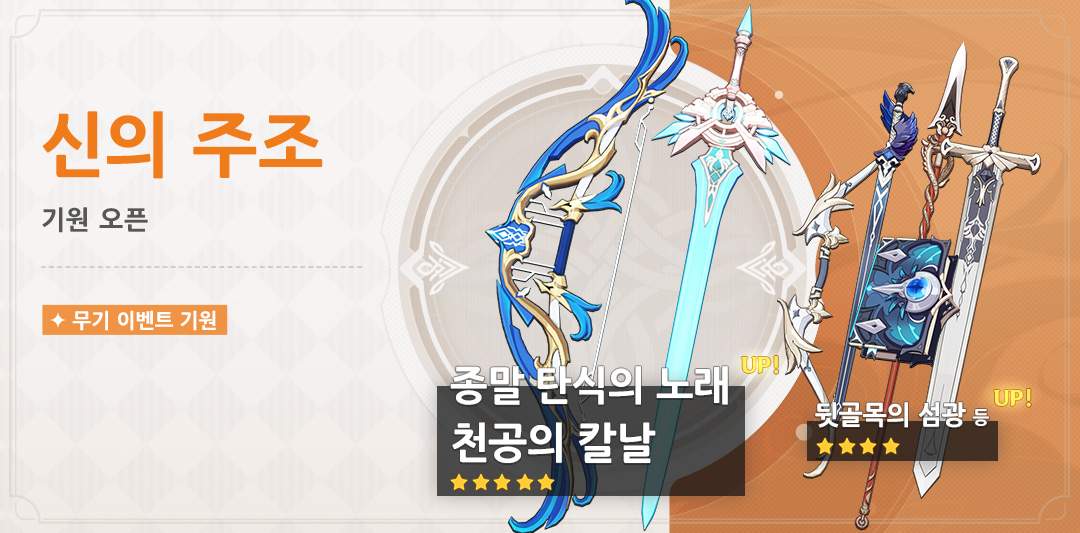 신의 주조
기원 오픈
✦ 무기 이벤트 기원
종말 탄식의 노래 UP!
천공의 칼날
★★★★★
뒷골목의 섬광 등 UP!
★★★★